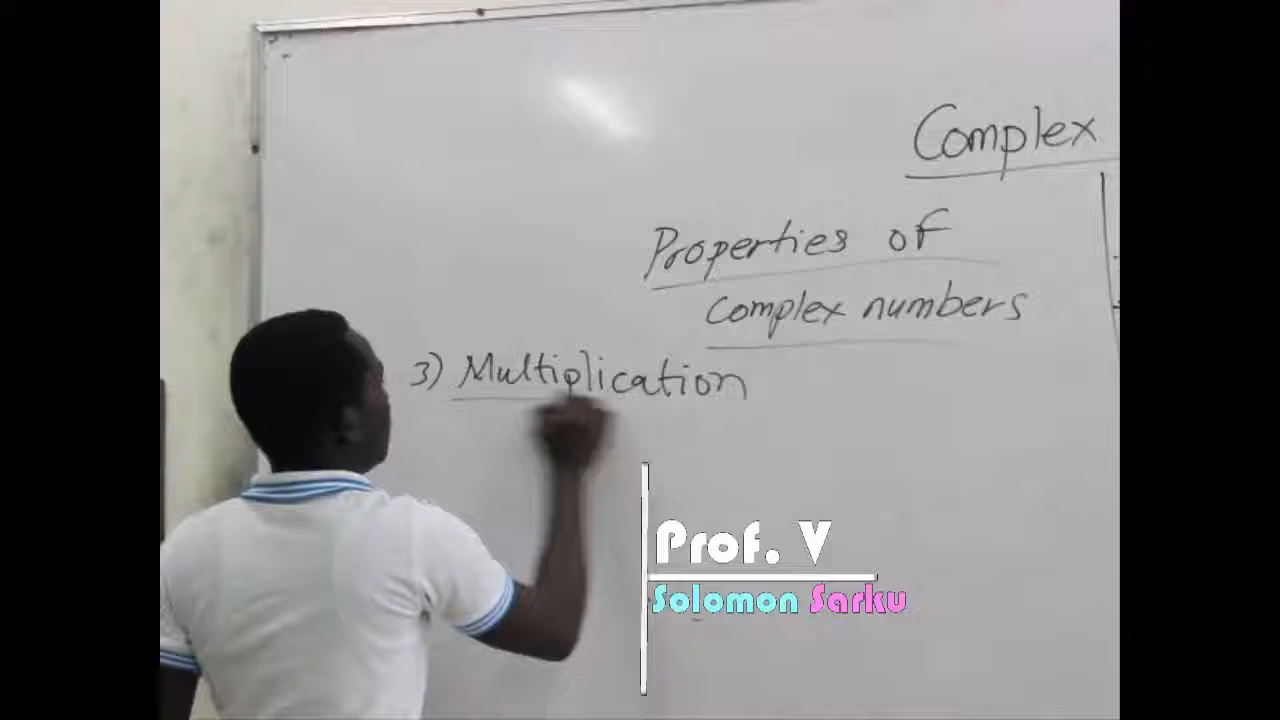 Complex
Properties of
complex numbers
3) Multiplication
Prof. V
Solomon Sarku